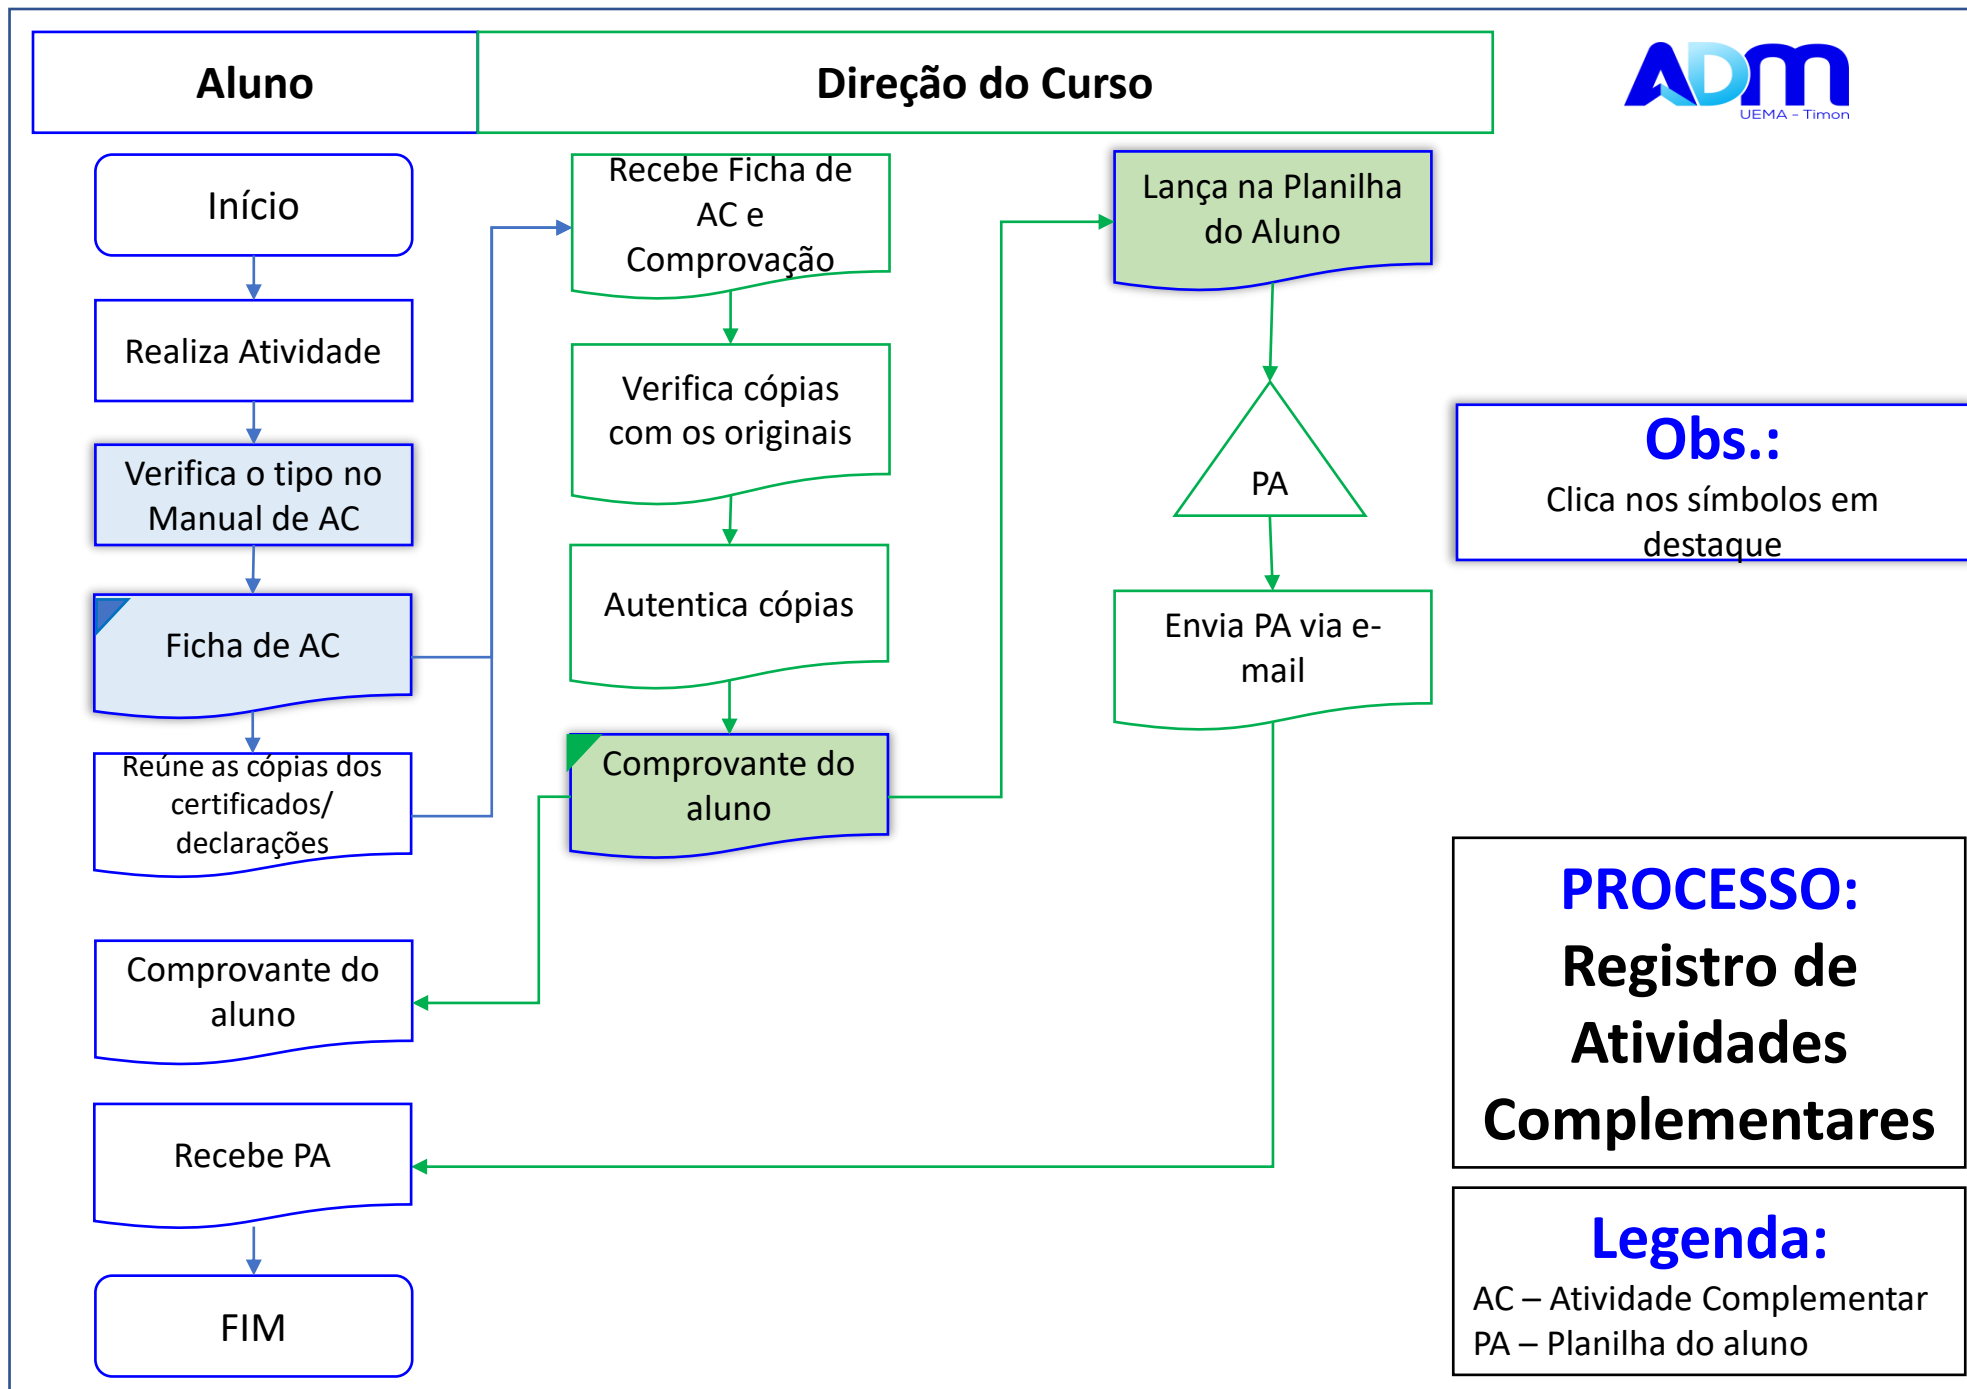 Aluno
Direção do Curso
ADM
UEMA - Timon
Início
Realiza Atividade
Verifica o tipo no
Manual de AC
Ficha de AC
Reúne as cópias dos
certificados/
declarações
Comprovante do
aluno
Recebe PA
FIM
Recebe Ficha de
AC e
Comprovação
Verifica cópias
com os originais
Autentica cópias
Comprovante do
aluno
Lança na Planilha
do Aluno
PA
Envia PA via e-
mail
Obs.:
Clica nos símbolos em
destaque
PROCESSO:
Registro de
Atividades
Complementares
Legenda:
AC – Atividade Complementar
PA – Planilha do aluno